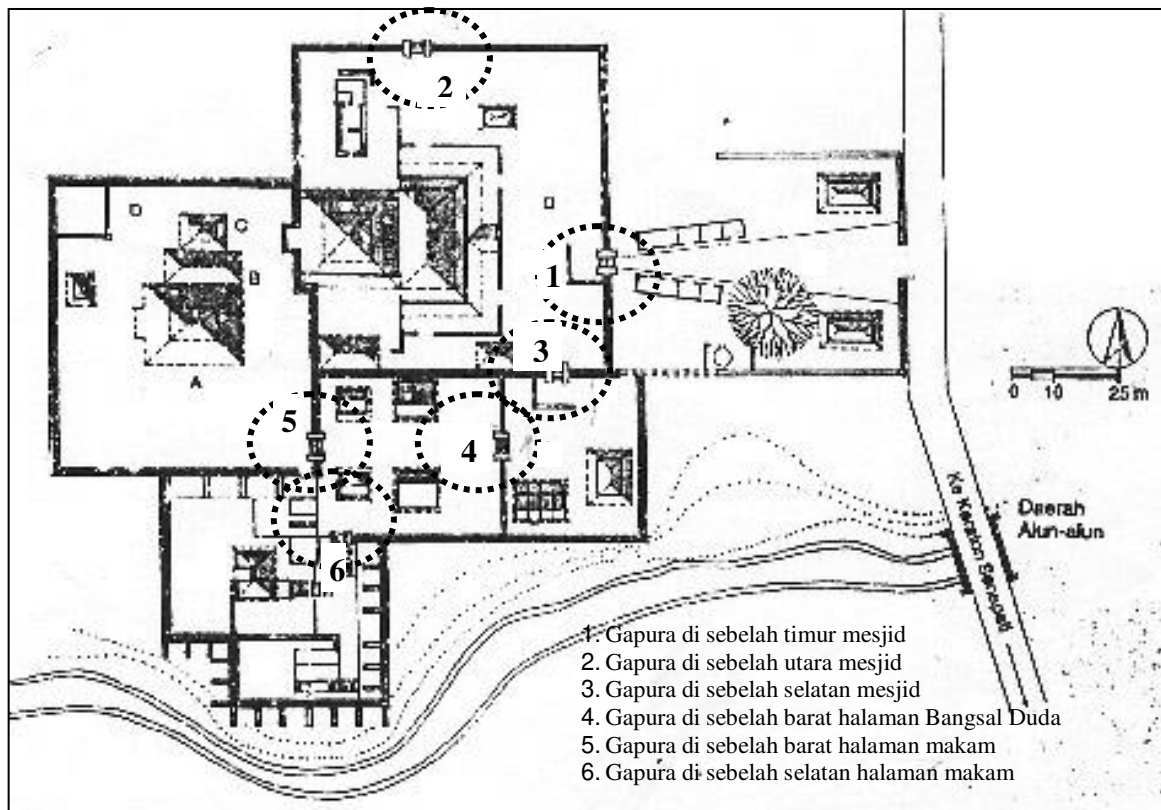 2
D
C
B
A
1
3
5
4
6
0 10 25 m
Ke Keraton Senapati
Daerah
Alun-alun
1. Gapura di sebelah timur mesjid
2. Gapura di sebelah utara mesjid
3. Gapura di sebelah selatan mesjid
4. Gapura di sebelah barat halaman Bangsal Duda
5. Gapura di sebelah barat halaman makam
6. Gapura di sebelah selatan halaman makam